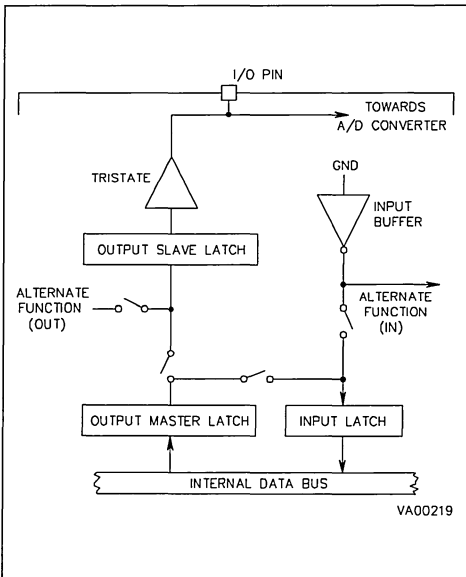 I/O PIN
TOWARDS
A/D CONVERTER
TRISTATE
GND
INPUT
BUFFER
OUTPUT SLAVE LATCH
ALTERNATE
FUNCTION
(OUT)
ALTERNATE
FUNCTION
(IN)
OUTPUT MASTER LATCH
INPUT LATCH
INTERNAL DATA BUS
VA00219